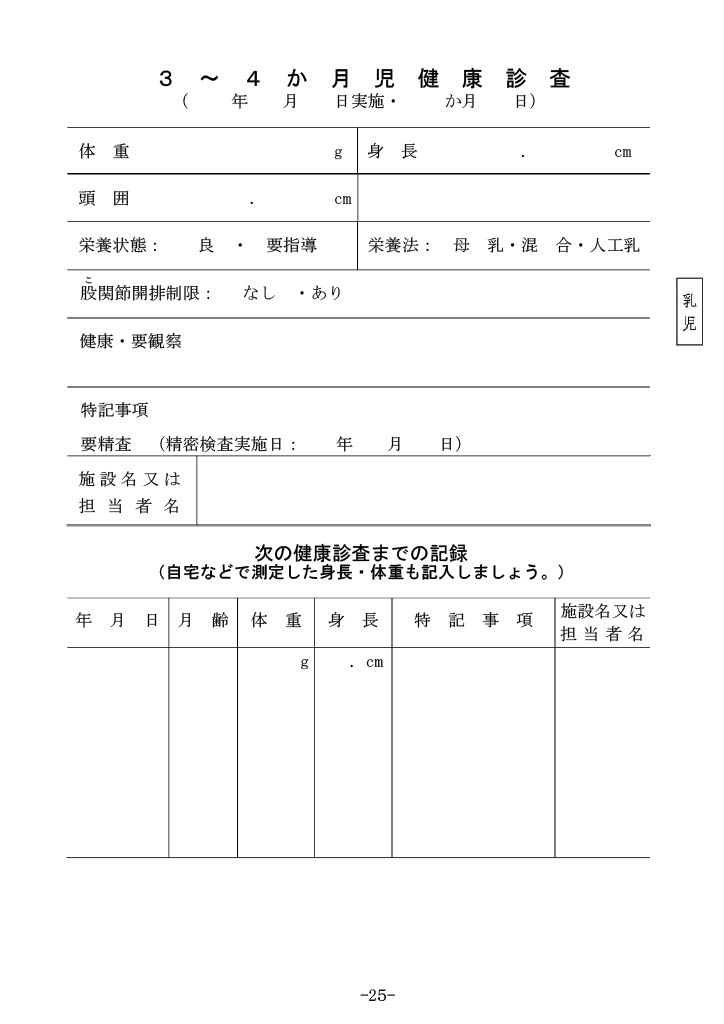 ３ ～ ４ か 月 児 健 康 診 査
（ 年 月 日実施・ か月 日）
体 重 g 身 長 . cm
頭 囲 . cm
栄養状態： 良 ・ 要指導 栄養法： 母 乳・混 合・人工乳
こ
股関節開排制限： なし ・あり
乳
児
健康・要観察
特記事項
要精査 （精密検査実施日： 年 月 日）
施設名又は
担 当 者 名
次の健康診査までの記録
（自宅などで測定した身長・体重も記入しましょう。）
年 月 日 月 齢 体 重 身 長 特 記 事 項 施設名又は
担 当 者 名
g . cm
-25-